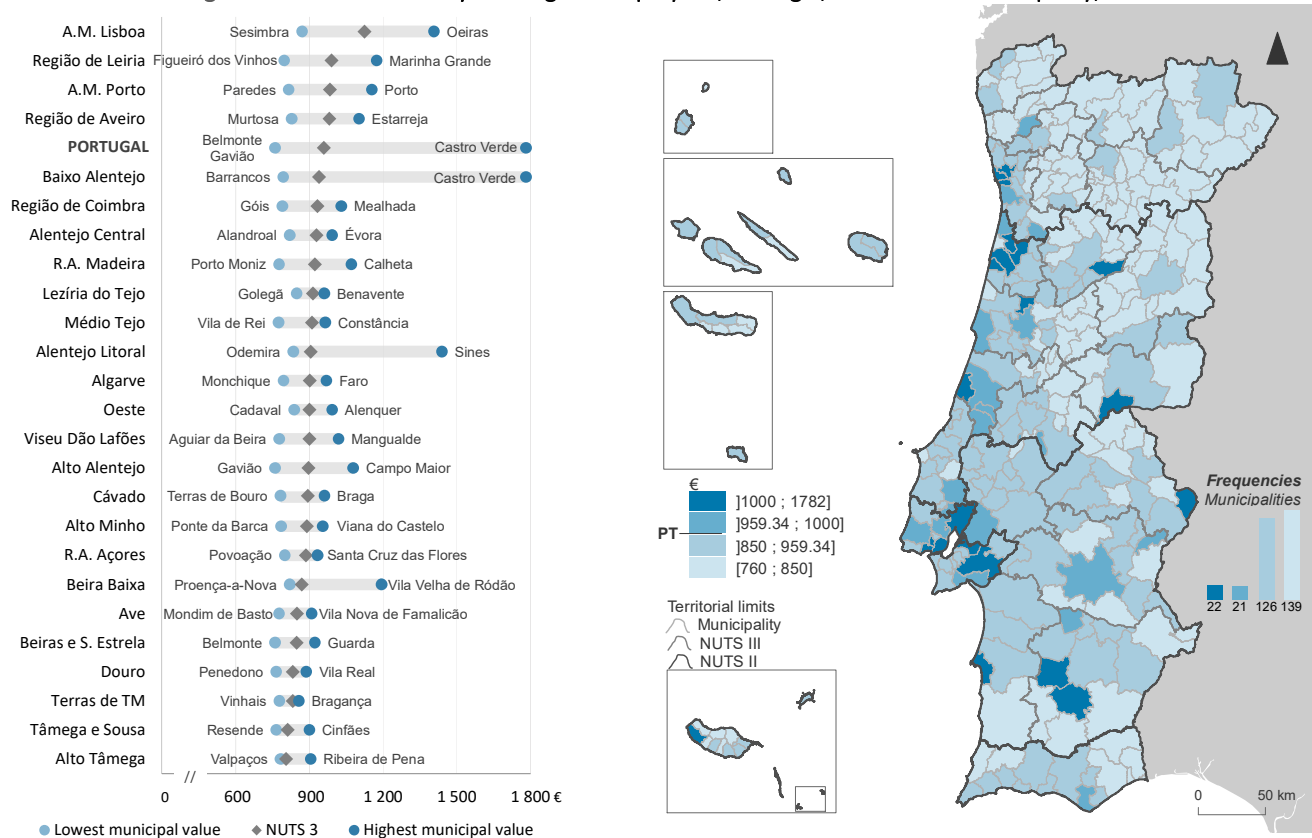 A.M. Lisboa Sesimbra Oeiras
Região de Leiria Figueiró dos Vinhos Marinha Grande
A.M. Porto Paredes Porto
Região de Aveiro Murtosa Estarreja
PORTUGAL Belmonte Gavião Castro Verde
Baixo Alentejo Barrancos Castro Verde
Região de Coimbra Góis Mealhada
Alentejo Central Alandroal Évora
R.A. Madeira Porto Moniz Calheta
Lezíria do Tejo Golegã Benavente
Médio Tejo Vila de Rei Constância
Alentejo Litoral Odemira Sines
Algarve Monchique Faro
Oeste Cadaval Alenquer
Viseu Dão Lafões Aguiar da Beira Mangualde
Alto Alentejo Gavião Campo Maior
Cávado Terras de Bouro Braga
Alto Minho Ponte da Barca Viana do Castelo
R.A. Açores Povoação Santa Cruz das Flores
Beira Baixa Proença-a-Nova Vila Velha de Ródão
Ave Mondim de Basto Vila Nova de Famalicão
Beiras e S. Estrela Belmonte Guarda
Douro Penedono Vila Real
Terras de TM Vinhais Bragança
Tâmega e Sousa Resende Cinfães
Alto Tâmega Valpaços Ribeira de Pena
//
0 600 900 1 200 1 500 1 800 €
Lowest municipal value NUTS 3 Highest municipal value
€
]1000 ; 1782]
]959.34 ; 1000]
PT
]850 ; 959.34]
[760 ; 850]
Territorial limits
Municipality
NUTS III
NUTS II
Frequencies
Municipalities
22 21 126 139
0 50 km